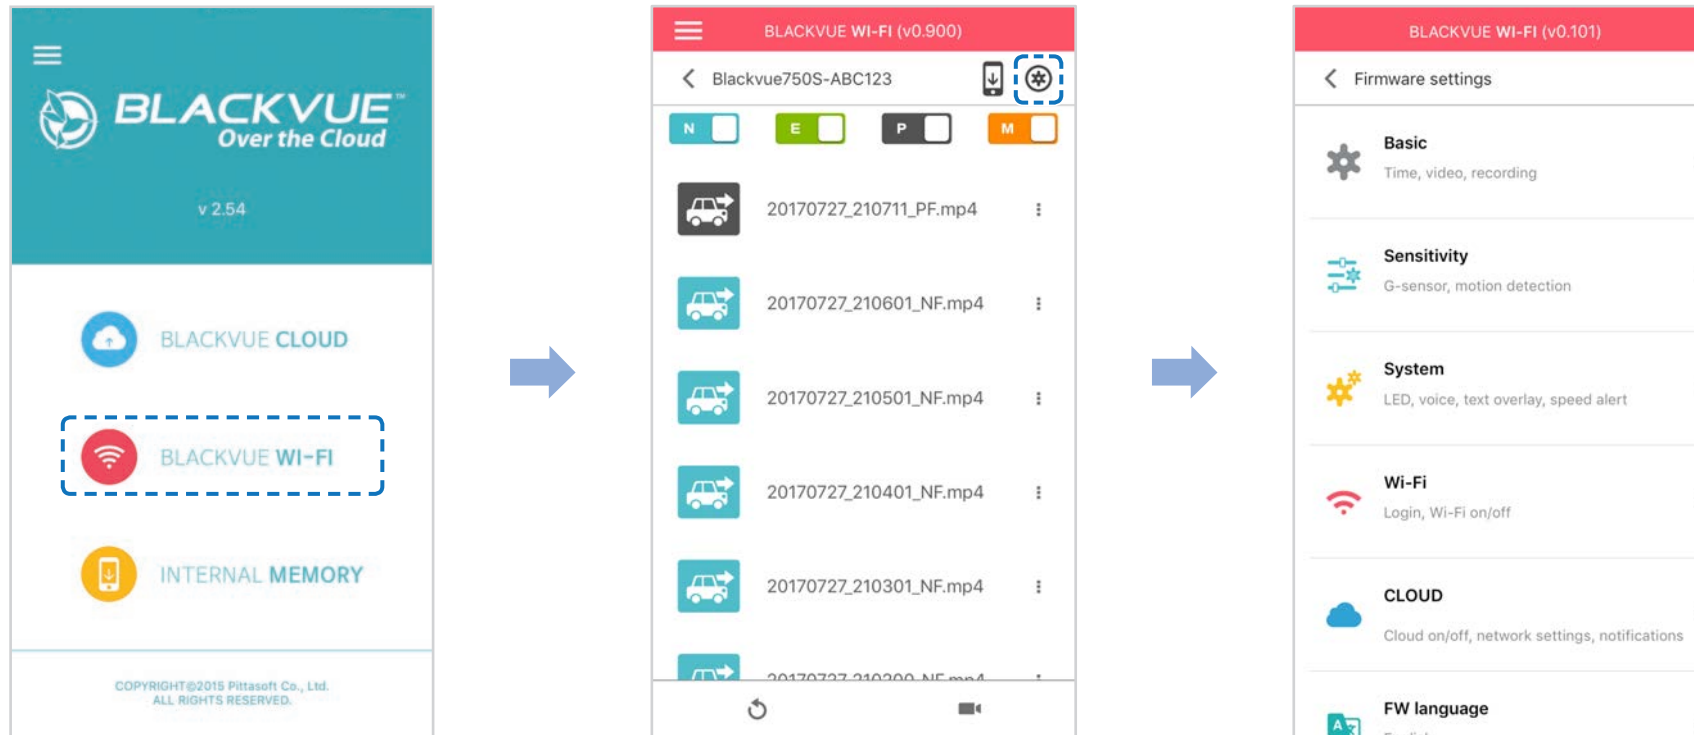 BLACKVUE™
Over the Cloud
v 2.54
BLACKVUE CLOUD
BLACKVUE WI-FI
INTERNAL MEMORY
COPYRIGHT©2015 Pittasoft Co., Ltd.
ALL RIGHTS RESERVED.
BLACKVUE WI-FI (v0.900)
Blackvue750S-ABC123
N E P M
20170727_210711_PF.mp4
20170727_210601_NF.mp4
20170727_210501_NF.mp4
20170727_210401_NF.mp4
20170727_210301_NF.mp4
20170727_210200_NF.mp4
BLACKVUE WI-FI (v0.101)
Firmware settings
Basic
Time, video, recording
Sensitivity
G-sensor, motion detection
System
LED, voice, text overlay, speed alert
Wi-Fi
Login, Wi-Fi on/off
CLOUD
Cloud on/off, network settings, notifications
FW language
A